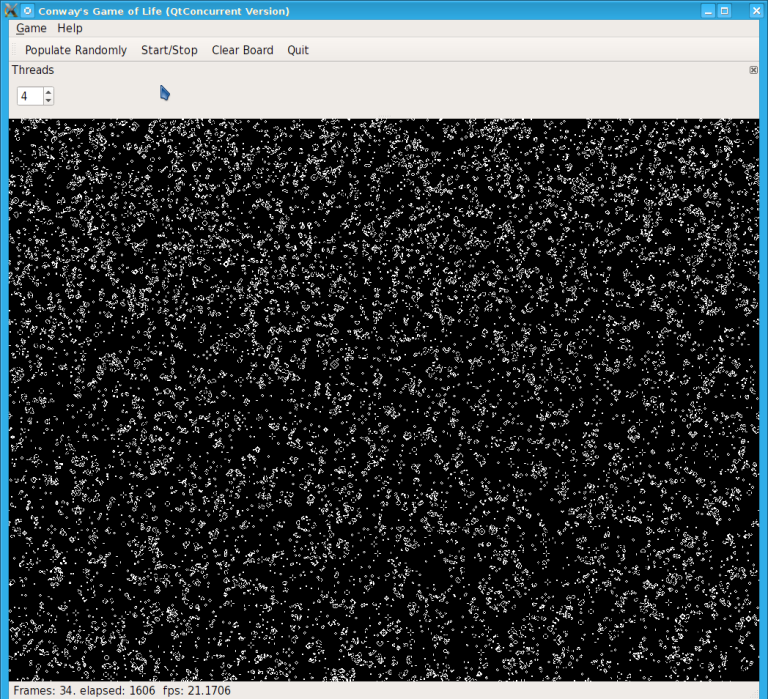 Conway's Game of Life (QtConcurrent Version)
Game Help
Populate Randomly Start/Stop Clear Board Quit
Threads
4
Frames: 34. elapsed: 1606 fps: 21.1706